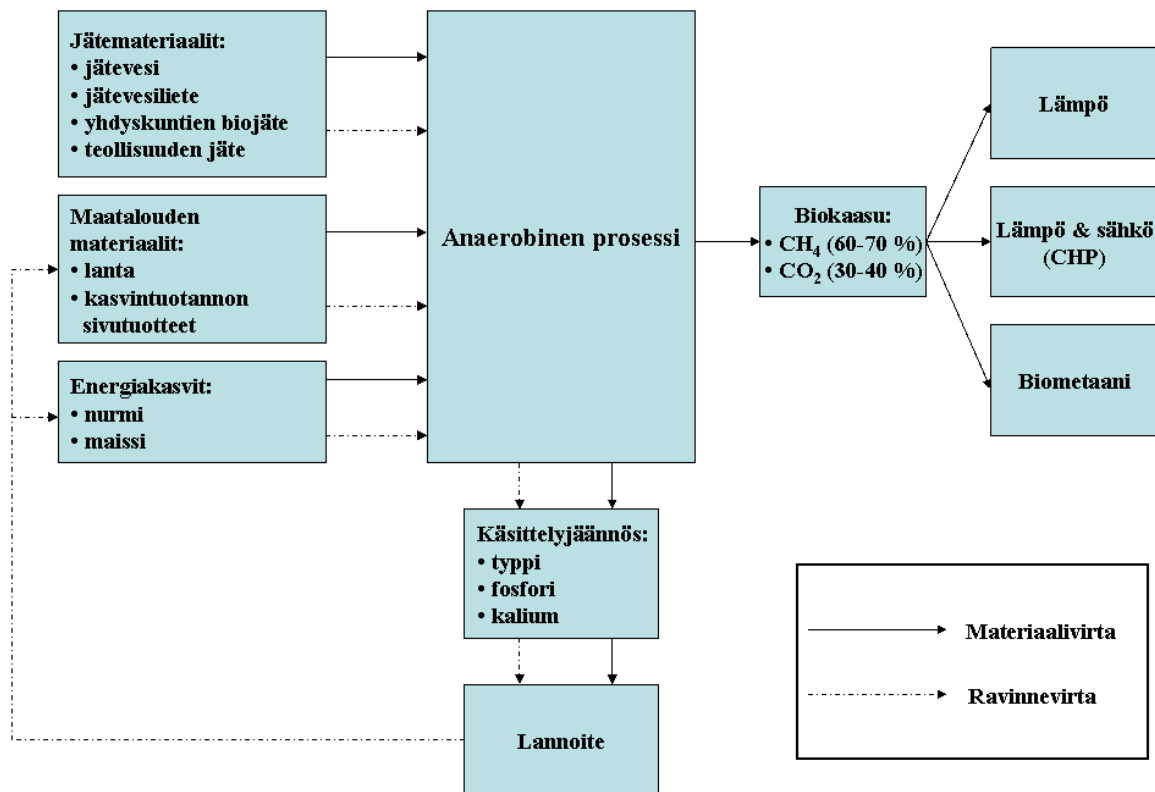 Jätemateriaalit:
• jätevesi
• jätevesiliete
• yhdyskuntien biojäte
• teollisuuden jäte
Maatalouden
materiaalit:
• lanta
• kasvintuotannon
sivutuotteet
Energiakasvit:
• nurmi
• maissi
Anaerobinen prosessi
Biokaasu:
• CH₄ (60-70 %)
• CO₂ (30-40 %)
Lämpö
Lämpö & sähkö
(CHP)
Biometaani
Käsittelyjäännös:
• typpi
• fosfori
• kalium
Lannoite
Materiaalivirta
Ravinnevirta